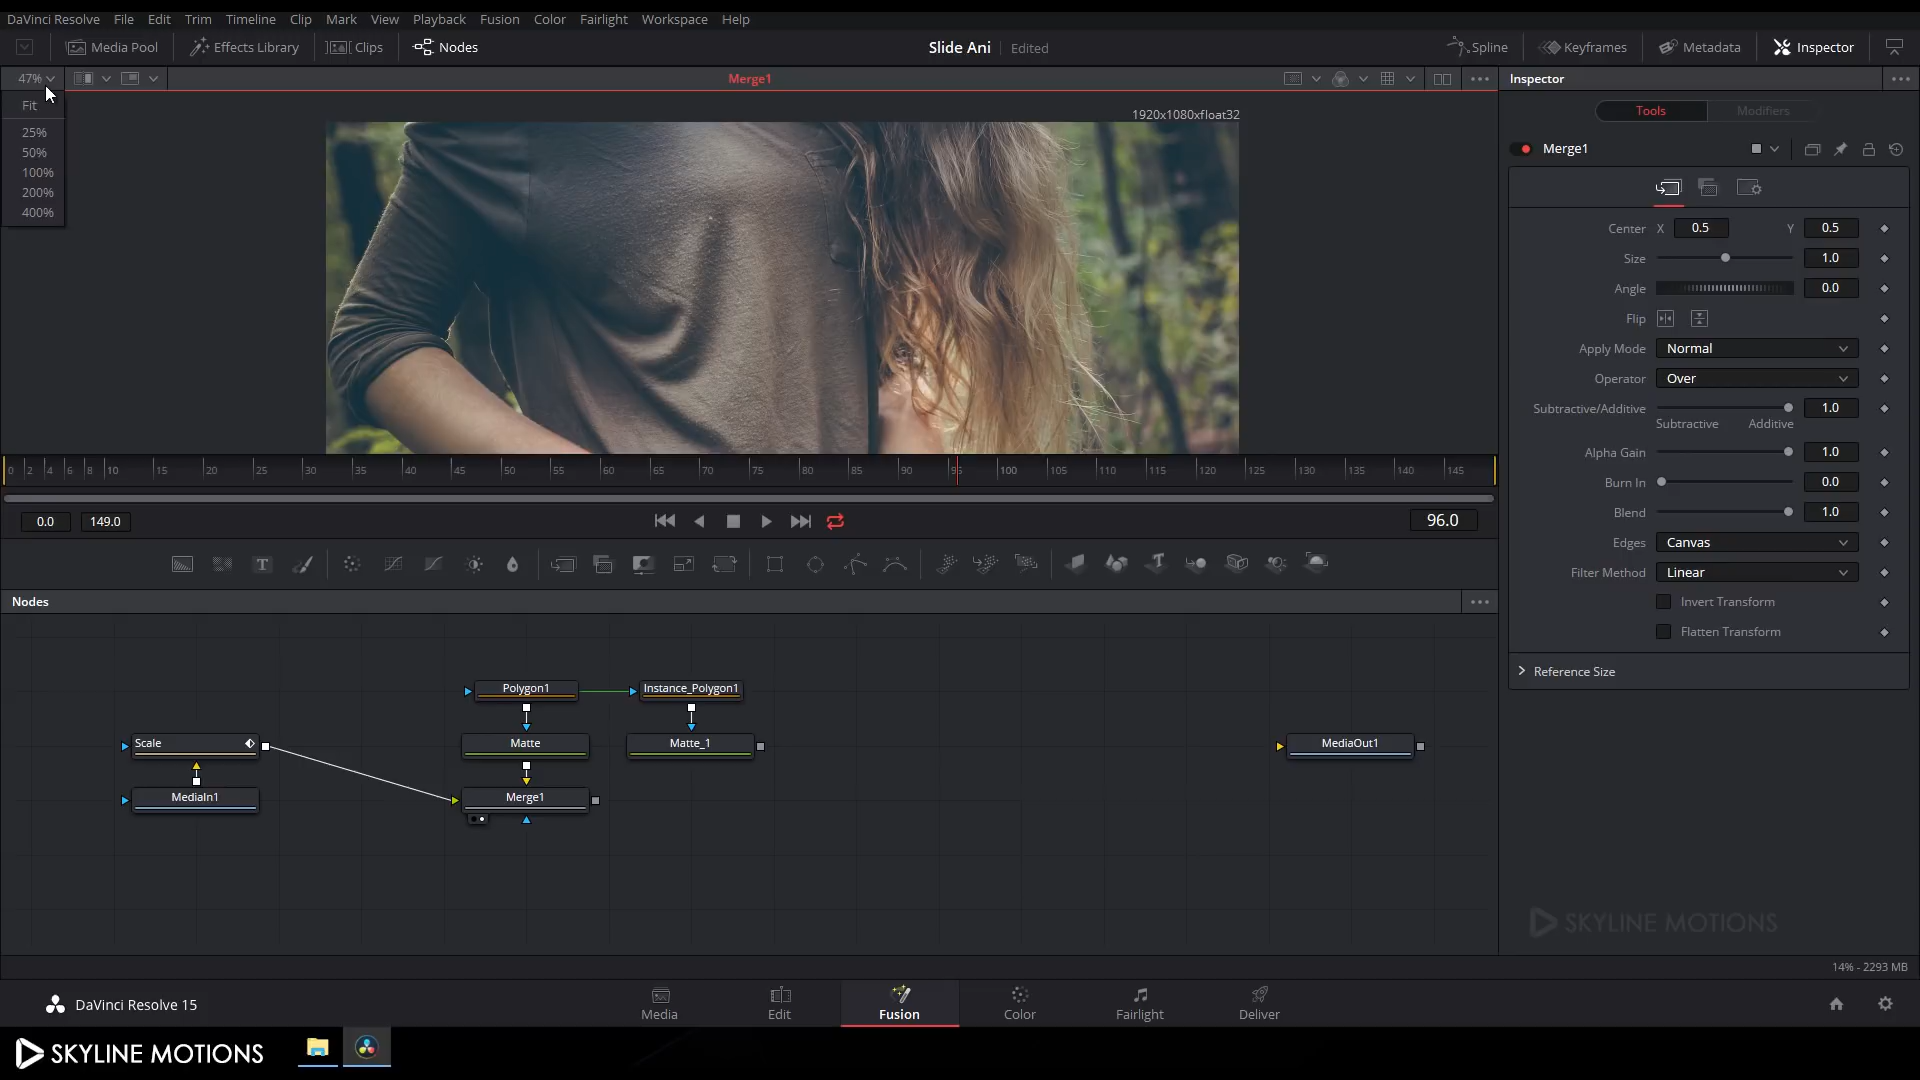 DaVinci Resolve File Edit Trim Timeline Clip Mark View Playback Fusion Color Fairlight Workspace Help
Media Pool Effects Library Clips Nodes Slide Ani Edited Spline Keyframes Metadata Inspector
47% Merge1 Inspector
Fit
25%
50%
100%
200%
400%
1920x1080xfloat32
Tools Modifiers
Merge1
Center X 0.5 Y 0.5
Size 1.0
Angle 0.0
Flip
Apply Mode Normal
Operator Over
Subtractive/Additive 1.0
Subtractive Additive
Alpha Gain 1.0
Burn In 0.0
Blend 1.0
Edges Canvas
Filter Method Linear
Invert Transform
Flatten Transform
Reference Size
0 2 4 6 8 10 15 20 25 30 35 40 45 50 55 60 65 70 75 80 85 90 95 100 105 110 115 120 125 130 135 140 145
0.0 149.0 96.0
Nodes
Polygon1 Instance_Polygon1
Scale Matte Matte_1 MediaOut1
MediaIn1 Merge1
SKYLINE MOTIONS
14% - 2293 MB
DaVinci Resolve 15
Media Edit Fusion Color Fairlight Deliver
SKYLINE MOTIONS